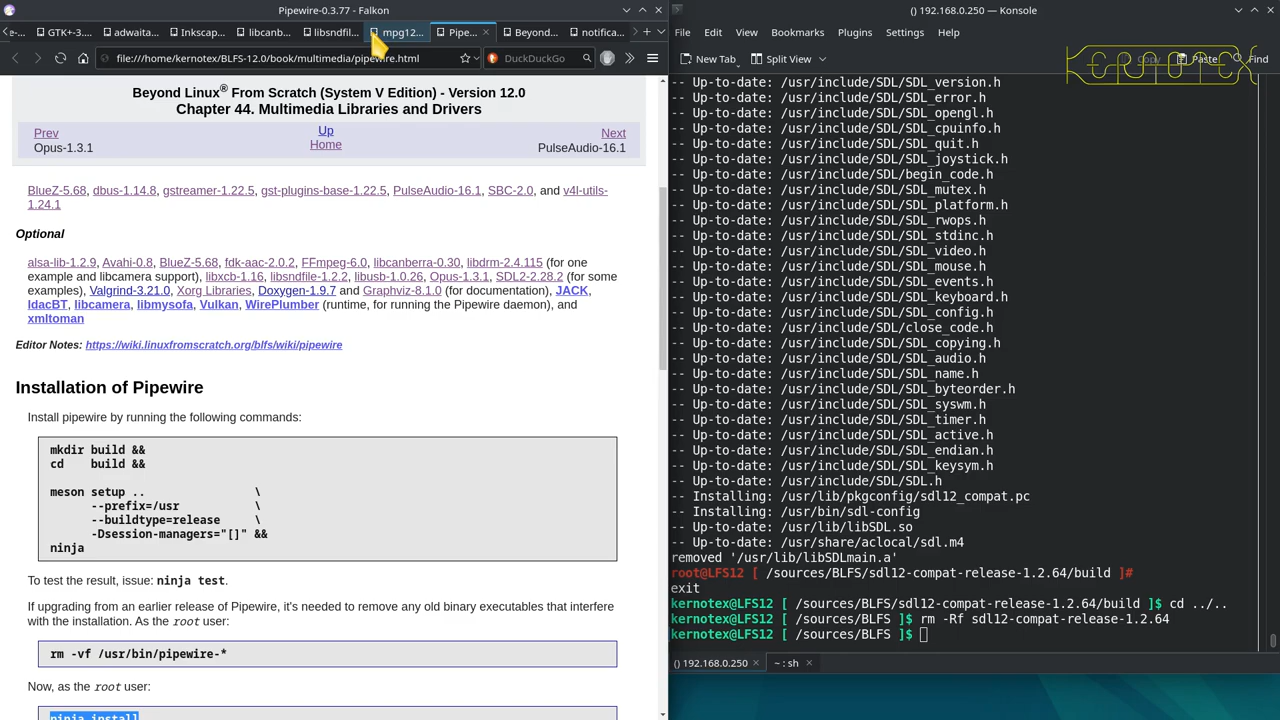 Pipewire-0.3.77 - Falkon
e-... GTK+-3.... adwaita... Inkscap... libcanb... libsndfil... mpg12... Pipe... Beyond... notifica...
file:///home/kernotex/BLFS-12.0/book/multimedia/pipewire.html
DuckDuckGo
Beyond Linux® From Scratch (System V Edition) - Version 12.0
Chapter 44. Multimedia Libraries and Drivers
Prev Up Next
Opus-1.3.1 Home PulseAudio-16.1
BlueZ-5.68, dbus-1.14.8, gstreamer-1.22.5, gst-plugins-base-1.22.5, PulseAudio-16.1, SBC-2.0, and v4l-utils-
1.24.1
Optional
alsa-lib-1.2.9, Avahi-0.8, BlueZ-5.68, fdk-aac-2.0.2, FFmpeg-6.0, libcanberra-0.30, libdrm-2.4.115 (for one
example and libcamera support), libxcb-1.16, libsndfile-1.2.2, libusb-1.0.26, Opus-1.3.1, SDL2-2.28.2 (for some
examples), Valgrind-3.21.0, Xorg Libraries, Doxygen-1.9.7 and Graphviz-8.1.0 (for documentation), JACK,
ldacBT, libcamera, libmysofa, Vulkan, WirePlumber (runtime, for running the Pipewire daemon), and
xmltoman
Editor Notes: https://wiki.linuxfromscratch.org/blfs/wiki/pipewire
Installation of Pipewire
Install pipewire by running the following commands:
mkdir build &&
cd    build &&
meson setup ..                \
      --prefix=/usr           \
      --buildtype=release     \
      -Dsession-managers="[]" &&
ninja
To test the result, issue: ninja test.
If upgrading from an earlier release of Pipewire, it's needed to remove any old binary executables that interfere
with the installation. As the root user:
rm -vf /usr/bin/pipewire-*
Now, as the root user:
ninja install
() 192.168.0.250 — Konsole
File Edit View Bookmarks Plugins Settings Help
New Tab Split View Copy Paste Find
KERNOTEX
-- Up-to-date: /usr/include/SDL/SDL_version.h
-- Up-to-date: /usr/include/SDL/SDL_error.h
-- Up-to-date: /usr/include/SDL/SDL_opengl.h
-- Up-to-date: /usr/include/SDL/SDL_cpuinfo.h
-- Up-to-date: /usr/include/SDL/SDL_quit.h
-- Up-to-date: /usr/include/SDL/SDL_joystick.h
-- Up-to-date: /usr/include/SDL/begin_code.h
-- Up-to-date: /usr/include/SDL/SDL_mutex.h
-- Up-to-date: /usr/include/SDL/SDL_platform.h
-- Up-to-date: /usr/include/SDL/SDL_rwops.h
-- Up-to-date: /usr/include/SDL/SDL_stdinc.h
-- Up-to-date: /usr/include/SDL/SDL_video.h
-- Up-to-date: /usr/include/SDL/SDL_mouse.h
-- Up-to-date: /usr/include/SDL/SDL_events.h
-- Up-to-date: /usr/include/SDL/SDL_keyboard.h
-- Up-to-date: /usr/include/SDL/SDL_config.h
-- Up-to-date: /usr/include/SDL/close_code.h
-- Up-to-date: /usr/include/SDL/SDL_copying.h
-- Up-to-date: /usr/include/SDL/SDL_audio.h
-- Up-to-date: /usr/include/SDL/SDL_name.h
-- Up-to-date: /usr/include/SDL/SDL_byteorder.h
-- Up-to-date: /usr/include/SDL/SDL_syswm.h
-- Up-to-date: /usr/include/SDL/SDL_timer.h
-- Up-to-date: /usr/include/SDL/SDL_active.h
-- Up-to-date: /usr/include/SDL/SDL_endian.h
-- Up-to-date: /usr/include/SDL/SDL_keysym.h
-- Up-to-date: /usr/include/SDL/SDL.h
-- Installing: /usr/lib/pkgconfig/sdl12_compat.pc
-- Installing: /usr/bin/sdl-config
-- Up-to-date: /usr/lib/libSDL.so
-- Up-to-date: /usr/share/aclocal/sdl.m4
removed '/usr/lib/libSDLmain.a'
root@LFS12 [ /sources/BLFS/sdl12-compat-release-1.2.64/build ]#
exit
kernotex@LFS12 [ /sources/BLFS/sdl12-compat-release-1.2.64/build ]$ cd ../..
kernotex@LFS12 [ /sources/BLFS ]$ rm -Rf sdl12-compat-release-1.2.64
kernotex@LFS12 [ /sources/BLFS ]$
() 192.168.0.250 ~ : sh